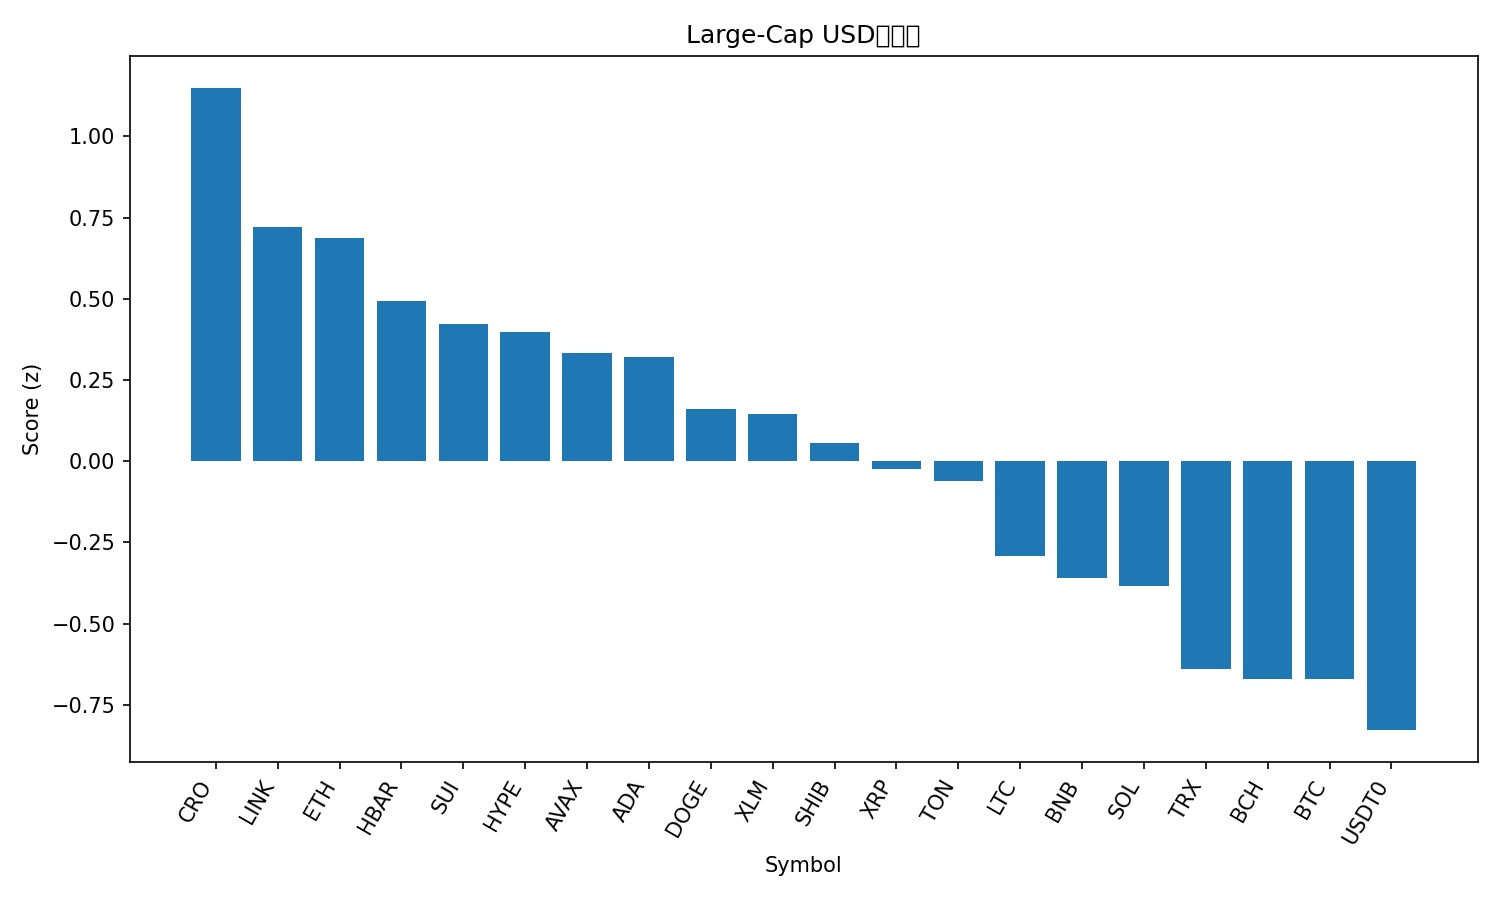 Large-Cap USD
1.00
0.75
0.50
0.25
0.00
−0.25
−0.50
−0.75
Score (z)
CRO
LINK
ETH
HBAR
SUI
HYPE
AVAX
ADA
DOGE
XLM
SHIB
XRP
TON
LTC
BNB
SOL
TRX
BCH
BTC
USDT0
Symbol